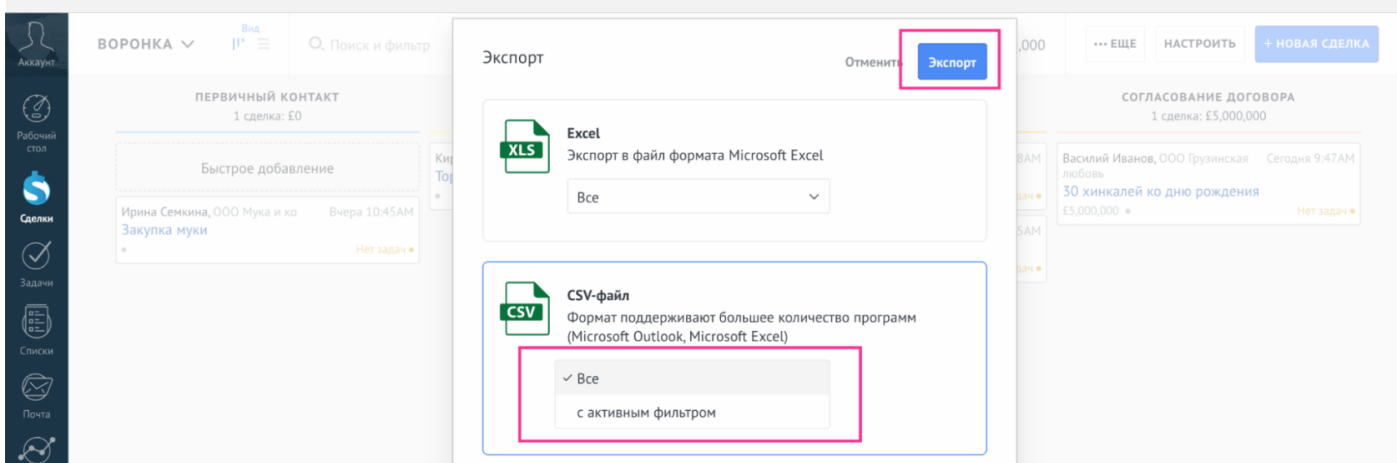 Аккаунт
Рабочий
стол
Сделки
Задачи
Списки
Почта
ВОРОНКА
Вид
Поиск и фильтр
,000
••• ЕЩЕ
НАСТРОИТЬ
+ НОВАЯ СДЕЛКА
ПЕРВИЧНЫЙ КОНТАКТ
1 сделка: £0
Быстрое добавление
Ирина Семкина, ООО Мука и ко Вчера 10:45AM
Закупка муки
Нет задач
Кир
Тор
Экспорт
Отменить
Экспорт
XLS
Excel
Экспорт в файл формата Microsoft Excel
Все
CSV
CSV-файл
Формат поддерживают большее количество программ
(Microsoft Outlook, Microsoft Excel)
Все
с активным фильтром
СОГЛАСОВАНИЕ ДОГОВОРА
1 сделка: £5,000,000
Василий Иванов, ООО Грузинская Сегодня 9:47AM
любовь
30 хинкалей ко дню рождения
£5,000,000
Нет задач